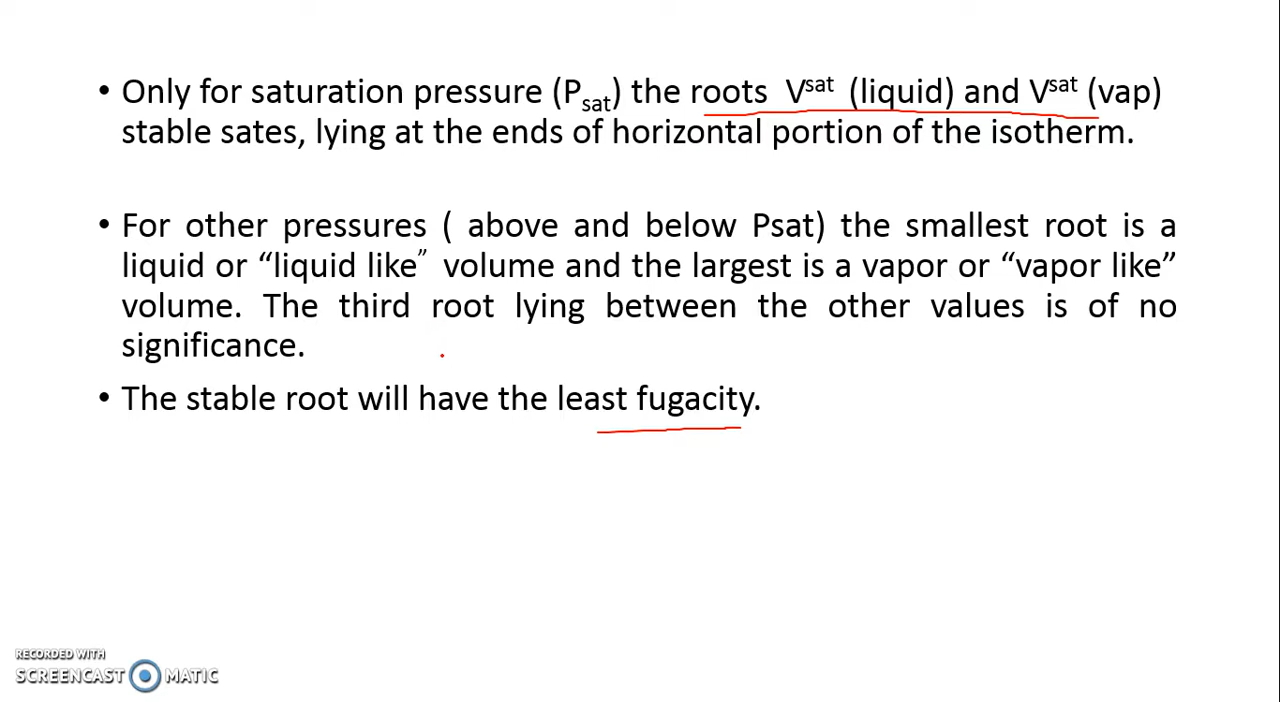 • Only for saturation pressure (Psat) the roots Vsat (liquid) and Vsat (vap)
stable sates, lying at the ends of horizontal portion of the isotherm.
• For other pressures ( above and below Psat) the smallest root is a
liquid or “liquid like” volume and the largest is a vapor or “vapor like”
volume. The third root lying between the other values is of no
significance.
• The stable root will have the least fugacity.
RECORDED WITH
SCREENCAST MATIC